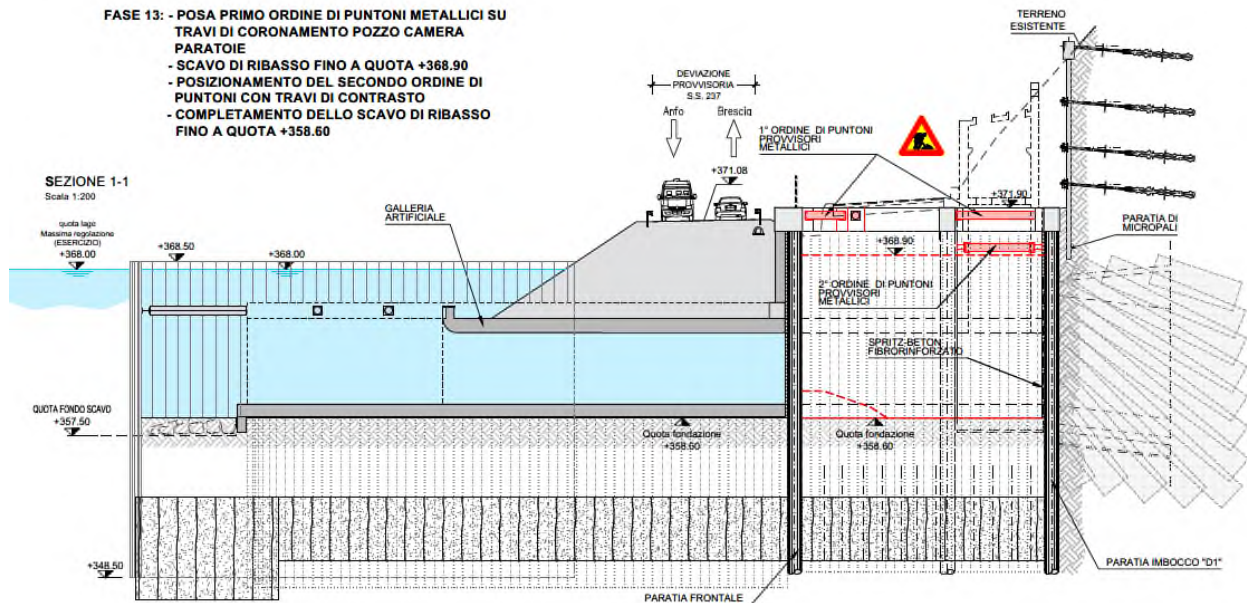 FASE 13: - POSA PRIMO ORDINE DI PUNTONI METALLICI SU
TRAVI DI CORONAMENTO POZZO CAMERA
PARATOIE
- SCAVO DI RIBASSO FINO A QUOTA +368.90
- POSIZIONAMENTO DEL SECONDO ORDINE DI
PUNTONI CON TRAVI DI CONTRASTO
- COMPLETAMENTO DELLO SCAVO DI RIBASSO
FINO A QUOTA +358.60
TERRENO
ESISTENTE
DEVIAZIONE
PROVVISORIA
S.S. 237
Anfo
Brescia
1° ORDINE DI PUNTONI
PROVVISORI
METALLICI
SEZIONE 1-1
Scala 1:200
+371.08
+371.90
GALLERIA
ARTIFICIALE
PARATIA DI
MICROPALI
quota lago
Massima regolazione
(ESERCIZIO)
+368.00
+368.50
+368.00
+368.90
2° ORDINE DI PUNTONI
PROVVISORI
METALLICI
SPRITZ-BETON
FIBRORINFORZATO
QUOTA FONDO SCAVO
+357.50
Quota fondazione
+358.60
Quota fondazione
+358.60
+348.50
PARATIA IMBOCCO "D1"
PARATIA FRONTALE